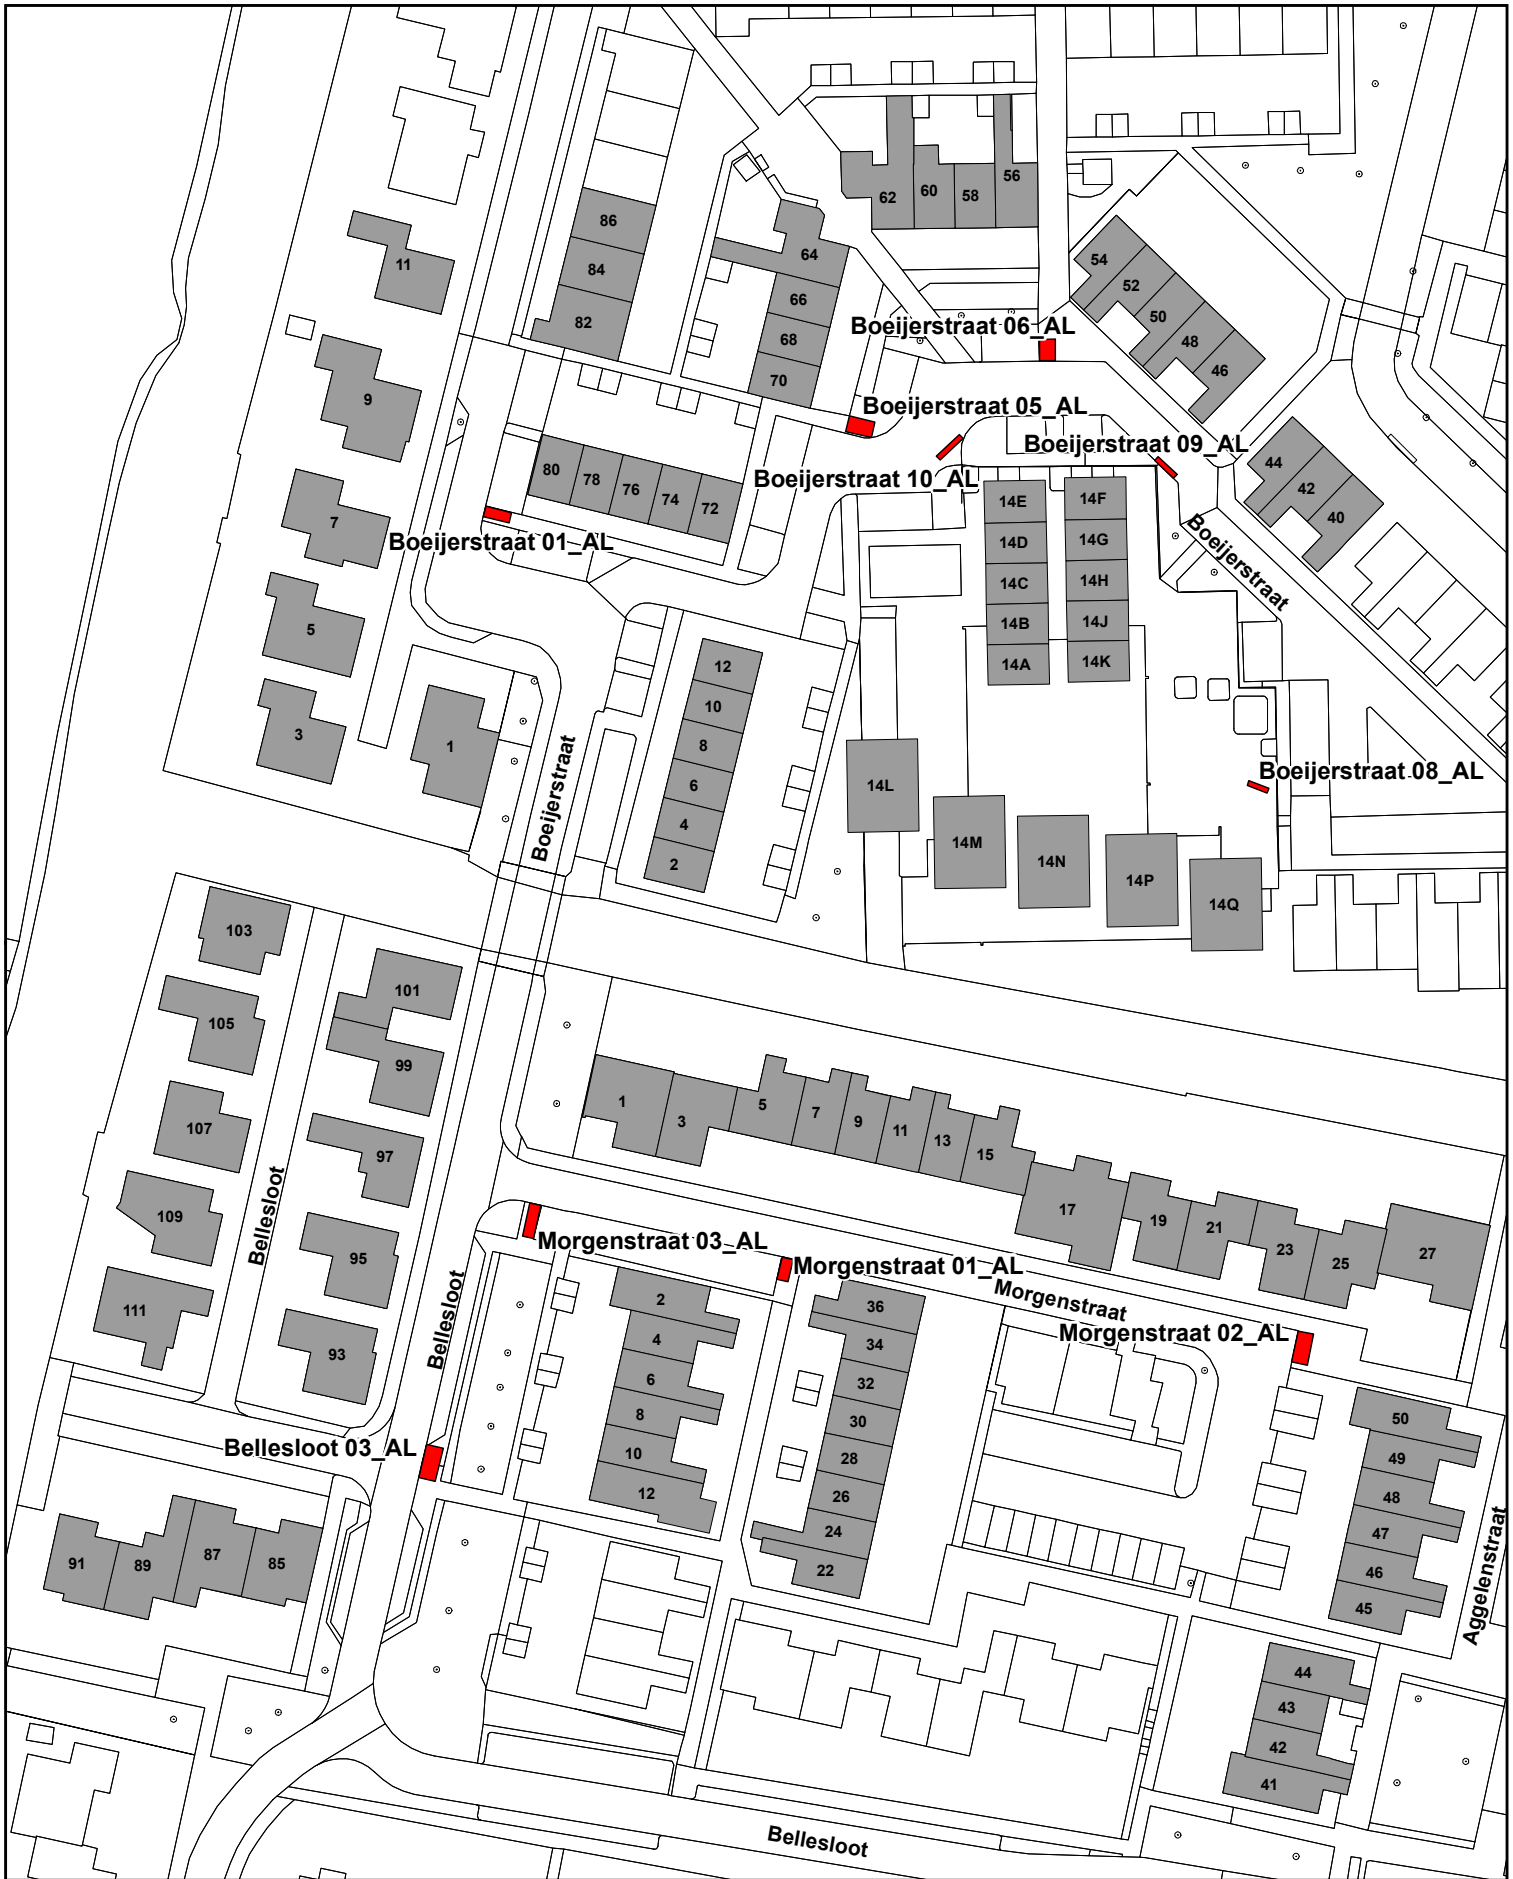 62
60
58
56
86
84
82
64
66
68
70
11
54
52
50
48
46
Boeijerstraat 06_AL
9
Boeijerstraat 05_AL
Boeijerstraat 09_AL
Boeijerstraat 10_AL
44
42
40
80
78
76
74
72
7
Boeijerstraat 01_AL
14E
14F
14D
14G
14C
14H
14B
14J
14A
14K
Boeijerstraat
5
3
1
12
10
8
6
4
2
Boeijerstraat
14L
14M
14N
14P
14Q
Boeijerstraat 08_AL
103
101
105
99
107
97
109
95
111
93
Bellesloot
Bellesloot
1
3
5
7
9
11
13
15
17
19
21
23
25
27
Morgenstraat 03_AL
Morgenstraat 01_AL
Morgenstraat
Morgenstraat 02_AL
2
4
6
8
10
12
36
34
32
30
28
26
24
22
Bellesloot 03_AL
91
89
87
85
50
49
48
47
46
45
Aggelenstraat
44
43
42
41
Bellesloot